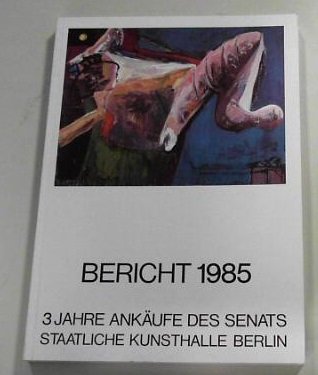 BERICHT 1985
3 JAHRE ANKÄUFE DES SENATS
STAATLICHE KUNSTHALLE BERLIN